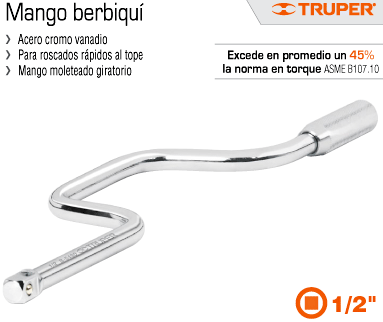 Mango berbiquí
Acero cromo vanadio
Para roscados rápidos al tope
Mango moleteado giratorio
TRUPER®
Excede en promedio un 45%
la norma en torque ASME B107.10
1/2"